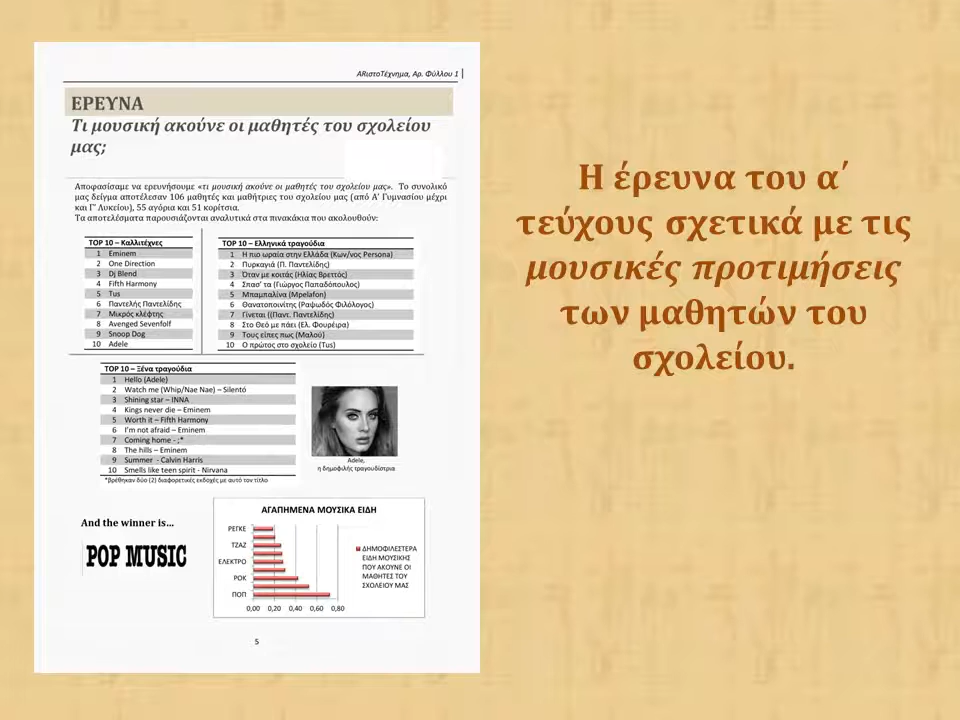 ARιστοΤέχνημα, Αρ. Φύλλου 1
ΕΡΕΥΝΑ
Τι μουσική ακούνε οι μαθητές του σχολείου
μας;
Αποφασίσαμε να ερευνήσουμε «τι μουσική ακούνε οι μαθητές του σχολείου μας». Το συνολικό
μας δείγμα αποτέλεσαν 106 μαθητές και μαθήτριες του σχολείου μας (από Α' Γυμνασίου μέχρι
και Γ' Λυκείου), 55 αγόρια και 51 κορίτσια.
Τα αποτελέσματα παρουσιάζονται αναλυτικά στα πινακάκια που ακολουθούν:
TOP 10 – Καλλιτέχνες
1 Eminem
2 One Direction
3 Dj Blend
4 Fifth Harmony
5 Tus
6 Παντελής Παντελίδης
7 Μικρός κλέφτης
8 Avenged Sevenfolf
9 Snoop Dog
10 Adele
TOP 10 – Ελληνικά τραγούδια
1 Η πιο ωραία στην Ελλάδα (Κων/νος Persona)
2 Πυρκαγιά (Π. Παντελίδης)
3 Όταν με κοιτάς (Ηλίας Βρεττός)
4 Σπασ' τα (Γιώργος Παπαδόπουλος)
5 Μπαμπαλίνα (Mpelafon)
6 Θανατοποινίτης (Ραψωδός Φιλόλογος)
7 Γίνεται ((Παντ. Παντελίδης)
8 Στο Θεό με πάει (Ελ. Φουρέιρα)
9 Τους είπες πως (Μαλού)
10 Ο πρώτος στο σχολείο (Tus)
TOP 10 – Ξένα τραγούδια
1 Hello (Adele)
2 Watch me (Whip/Nae Nae) – Silentó
3 Shining star – INNA
4 Kings never die – Eminem
5 Worth it – Fifth Harmony
6 I'm not afraid – Eminem
7 Coming home - ;*
8 The hills – Eminem
9 Summer - Calvin Harris
10 Smells like teen spirit - Nirvana
*βρέθηκαν δύο (2) διαφορετικές εκδοχές με αυτό τον τίτλο
Adele,
η δημοφιλής τραγουδίστρια
And the winner is…
POP MUSIC
ΑΓΑΠΗΜΕΝΑ ΜΟΥΣΙΚΑ ΕΙΔΗ
ΡΕΓΚΕ
ΤΖΑΖ
ΕΛΕΚΤΡΟ
ΡΟΚ
ΠΟΠ
0,00 0,20 0,40 0,60 0,80
ΔΗΜΟΦΙΛΕΣΤΕΡΑ
ΕΙΔΗ ΜΟΥΣΙΚΗΣ
ΠΟΥ ΑΚΟΥΝΕ ΟΙ
ΜΑΘΗΤΕΣ ΤΟΥ
ΣΧΟΛΕΙΟΥ ΜΑΣ
5
Η έρευνα του α΄
τεύχους σχετικά με τις
μουσικές προτιμήσεις
των μαθητών του
σχολείου.